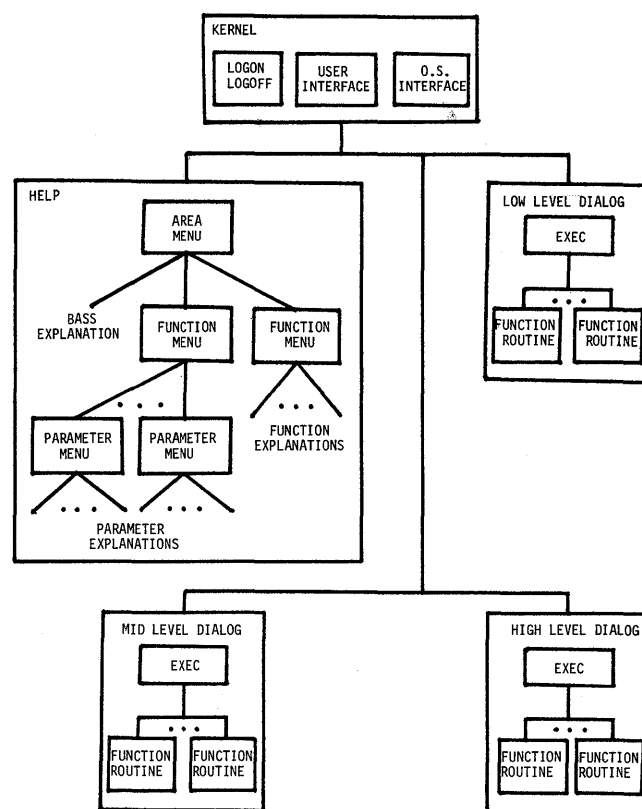 KERNEL
LOGON
LOGOFF
USER
INTERFACE
O.S.
INTERFACE
HELP
AREA
MENU
BASS
EXPLANATION
FUNCTION
MENU
FUNCTION
MENU
• • •
PARAMETER
MENU
PARAMETER
MENU
• • •
FUNCTION
EXPLANATIONS
• • •
• • •
PARAMETER
EXPLANATIONS
LOW LEVEL DIALOG
EXEC
• • •
FUNCTION
ROUTINE
FUNCTION
ROUTINE
MID LEVEL DIALOG
EXEC
• • •
FUNCTION
ROUTINE
FUNCTION
ROUTINE
HIGH LEVEL DIALOG
EXEC
• • •
FUNCTION
ROUTINE
FUNCTION
ROUTINE